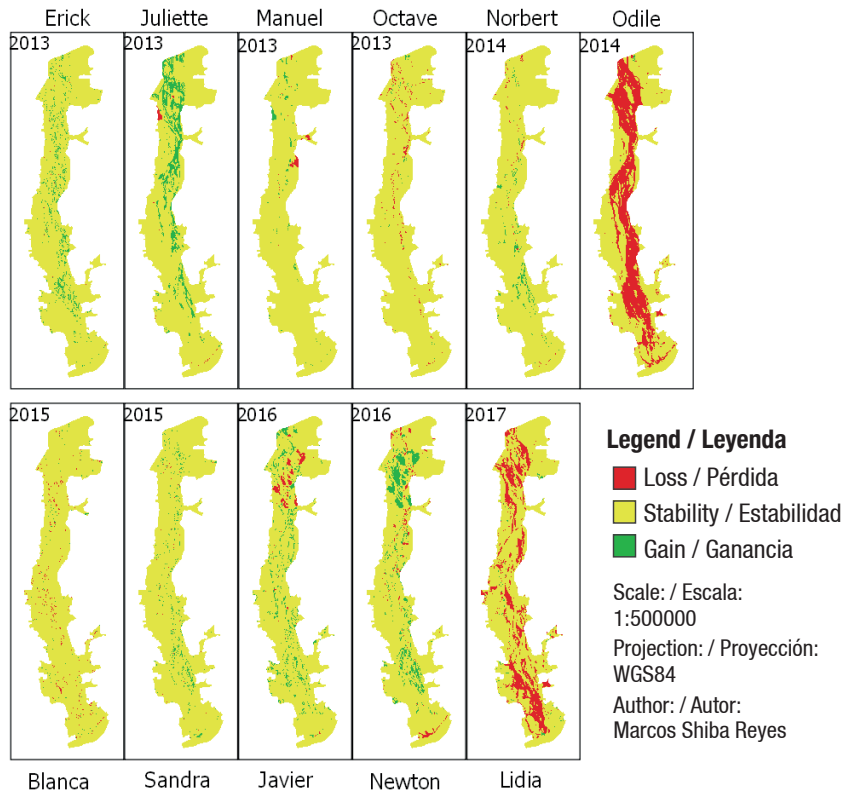 Erick Juliette Manuel Octave Norbert Odile
2013 2013 2013 2013 2014 2014
2015 2015 2016 2016 2017
Legend / Leyenda
Loss / Pérdida
Stability / Estabilidad
Gain / Ganancia
Scale: / Escala:
1:500000
Projection: / Proyección:
WGS84
Author: / Autor:
Marcos Shiba Reyes
Blanca Sandra Javier Newton Lidia